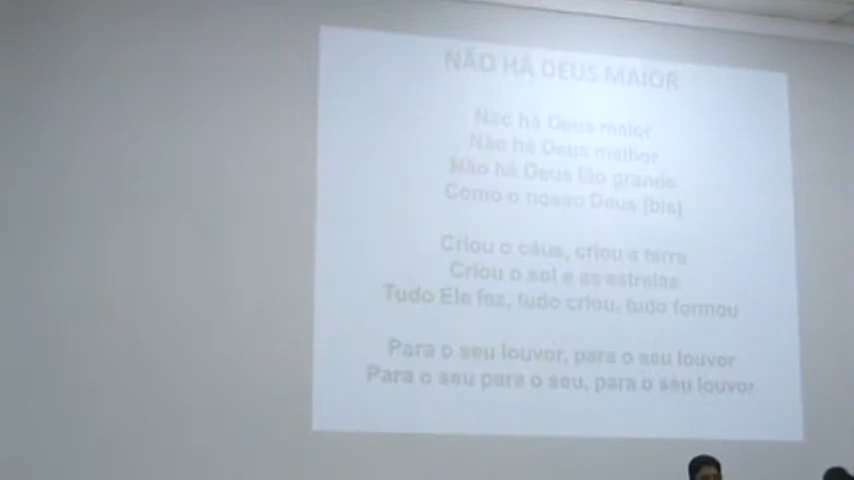 NÃO HÁ DEUS MAIOR
Não há Deus maior
Não há Deus melhor
Não há Deus tão grande
Como o nosso Deus (bis)
Criou o céus, criou a terra
Criou o sol e as estrelas
Tudo Ele fez, tudo criou, tudo formou
Para o seu louvor, para o seu louvor
Para o seu para o seu, para o seu louvor